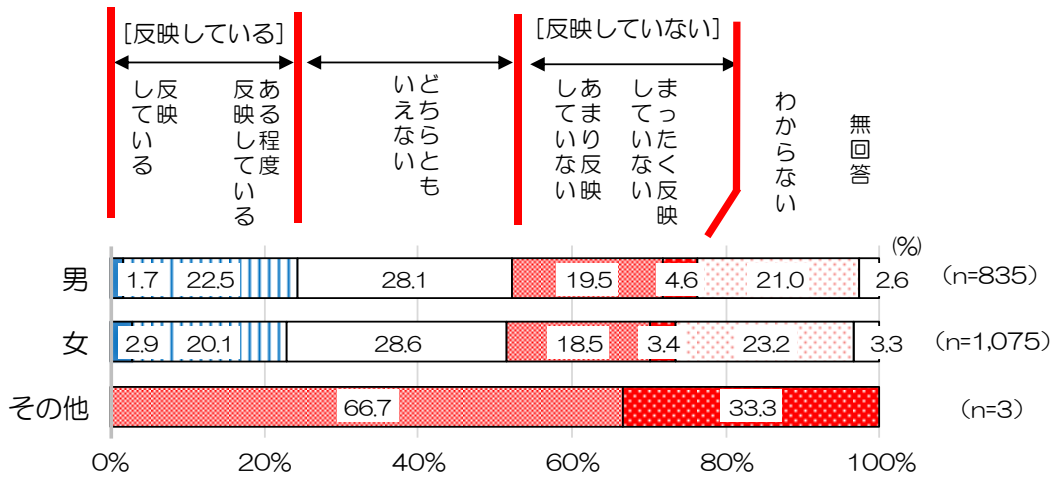 [反映している]
[反映していない]
反映
している
ある程度
反映している
どちらとも
いえない
あまり反映
していない
まったく反映
していない
わからない
無回答
(%)
男 1.7 22.5 28.1 19.5 4.6 21.0 2.6 (n=835)
女 2.9 20.1 28.6 18.5 3.4 23.2 3.3 (n=1,075)
その他 66.7 33.3 (n=3)
0% 20% 40% 60% 80% 100%